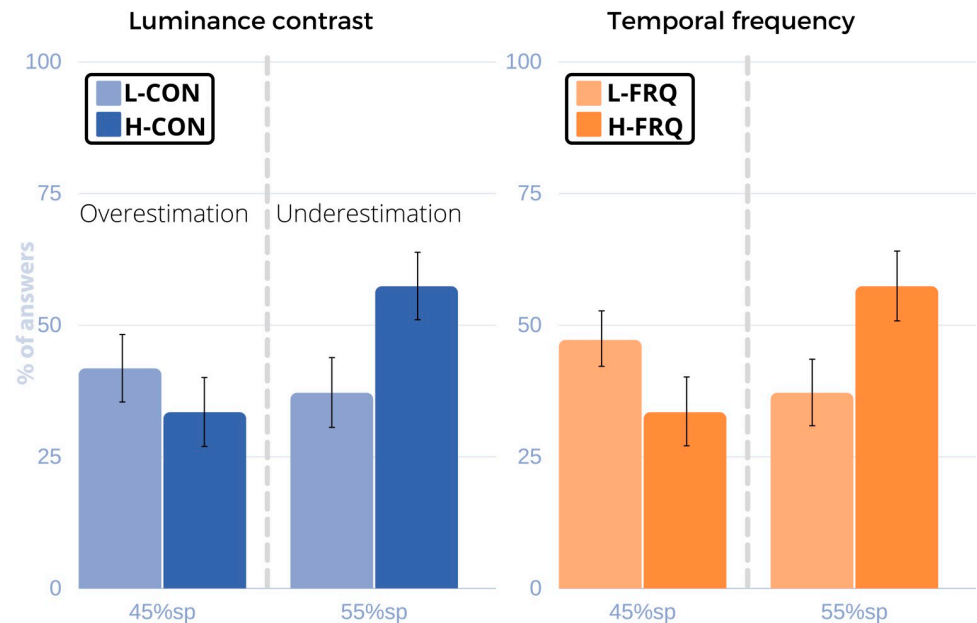 Luminance contrast
Temporal frequency
100
75
50
25
0
% of answers
L-CON
H-CON
Overestimation
Underestimation
45%sp
55%sp
100
75
50
25
0
L-FRQ
H-FRQ
45%sp
55%sp